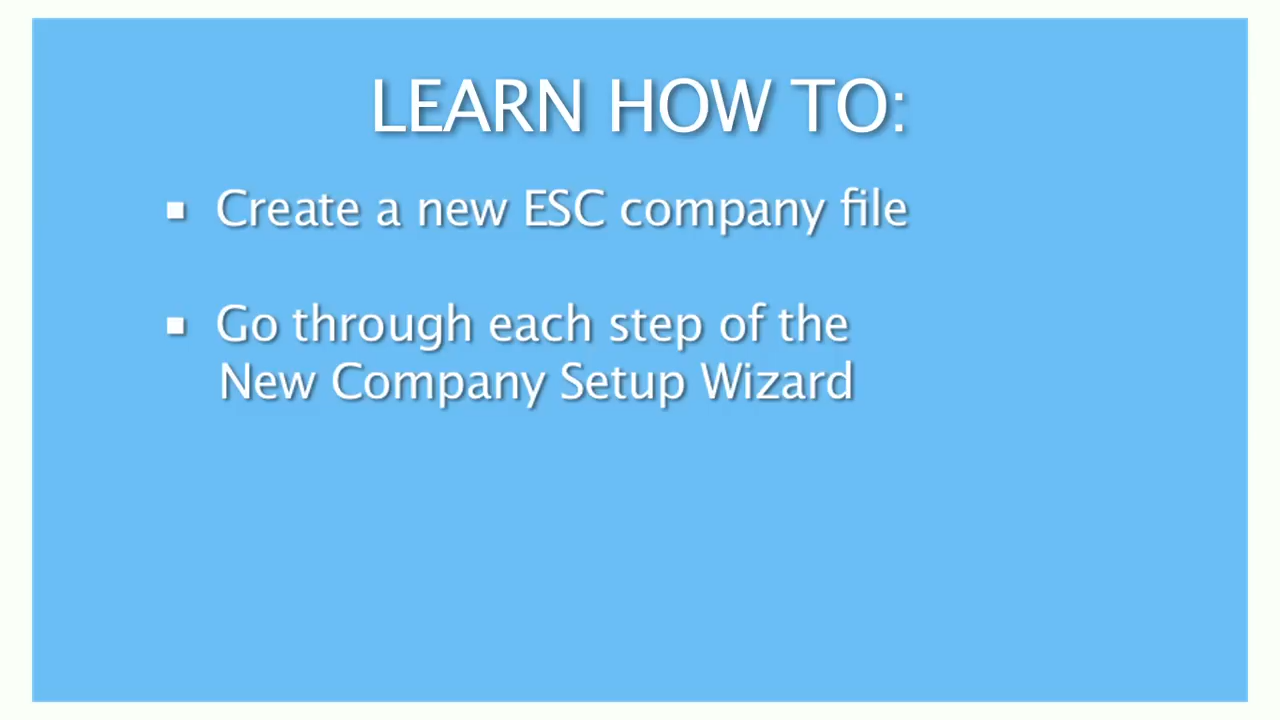 LEARN HOW TO:
▪ Create a new ESC company file
▪ Go through each step of the
New Company Setup Wizard